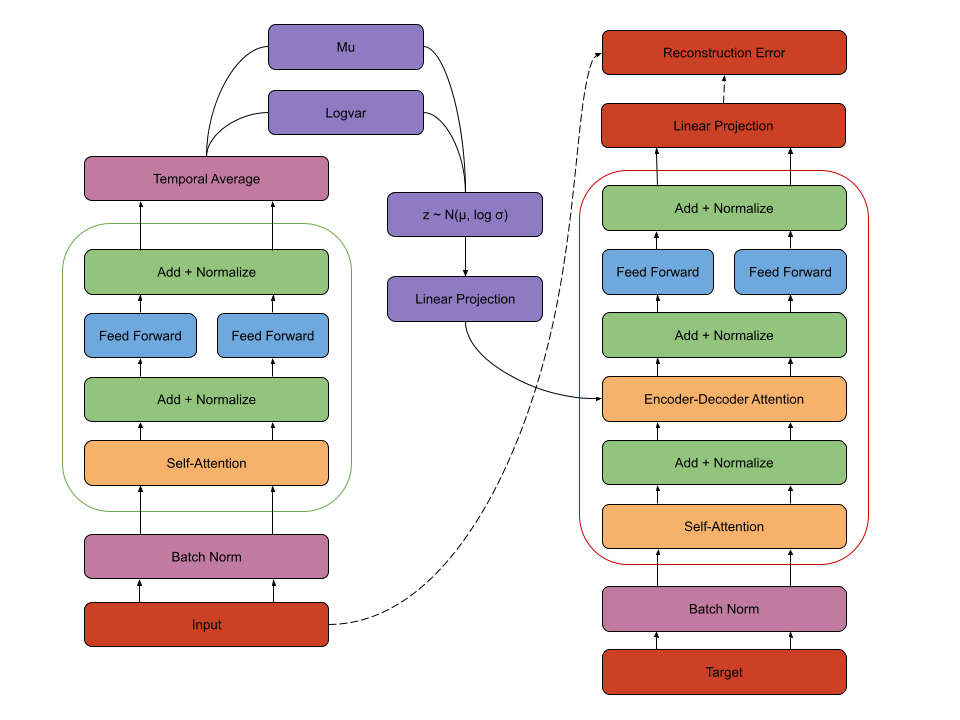 Mu
Logvar
Temporal Average
Add + Normalize
Feed Forward
Feed Forward
Add + Normalize
Self-Attention
Batch Norm
Input
z ~ N(μ, log σ)
Linear Projection
Reconstruction Error
Linear Projection
Add + Normalize
Feed Forward
Feed Forward
Add + Normalize
Encoder-Decoder Attention
Add + Normalize
Self-Attention
Batch Norm
Target